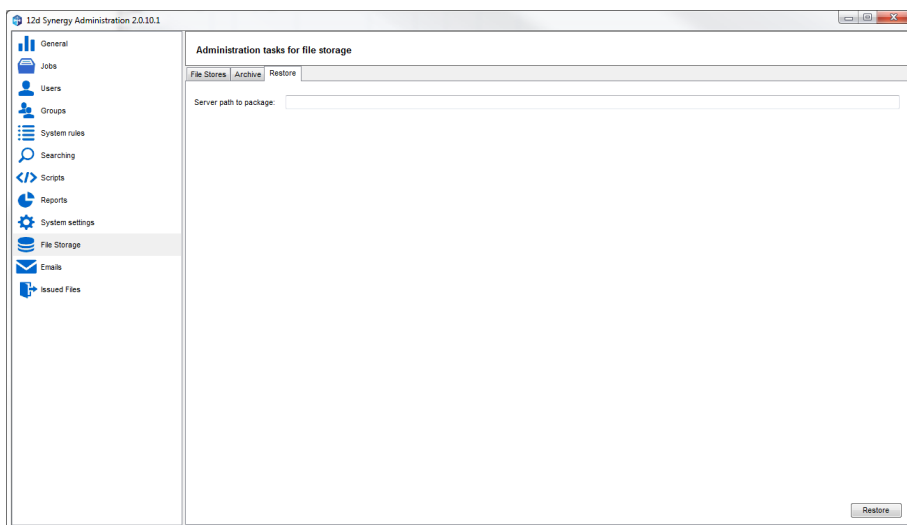 12d Synergy Administration 2.0.10.1
General
Jobs
Users
Groups
System rules
Searching
Scripts
Reports
System settings
File Storage
Emails
Issued Files
Administration tasks for file storage
File Stores Archive Restore
Server path to package:
Restore